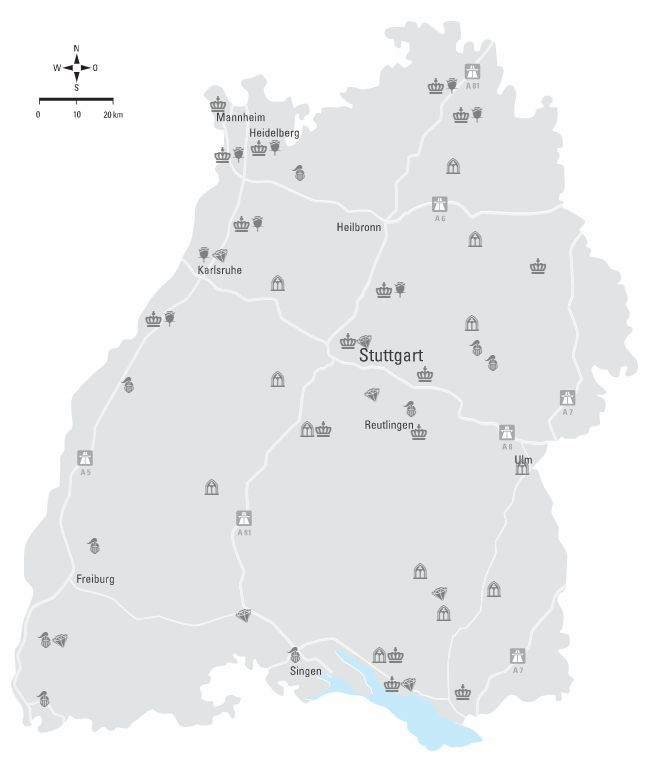 N
W O
S
0 10 20 km
A 81
Mannheim
Heidelberg
A 6
Heilbronn
Karlsruhe
Stuttgart
A 7
Reutlingen
A 8
Ulm
A 5
A 81
Freiburg
Singen
A 7